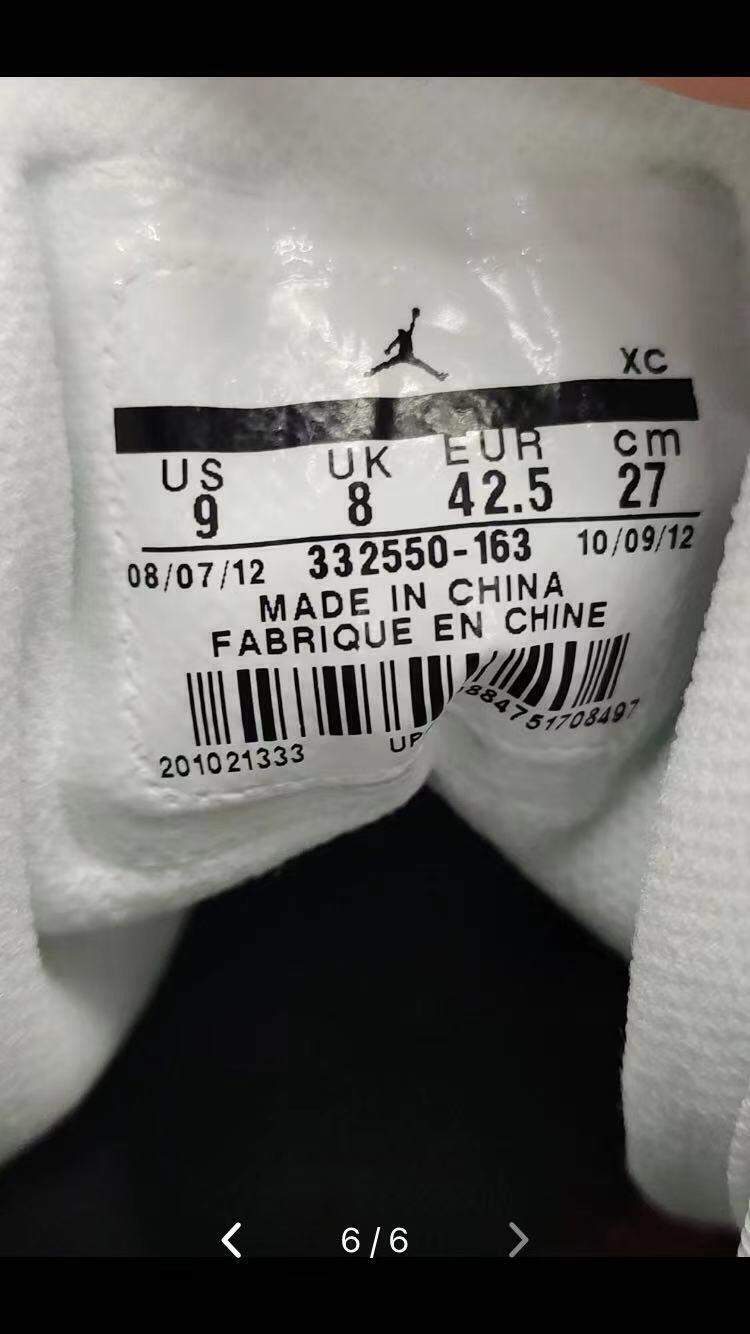 XC
US UK EUR cm
9 8 42.5 27
08/07/12 332550-163 10/09/12
MADE IN CHINA
FABRIQUE EN CHINE
201021333 884751708497
6/6